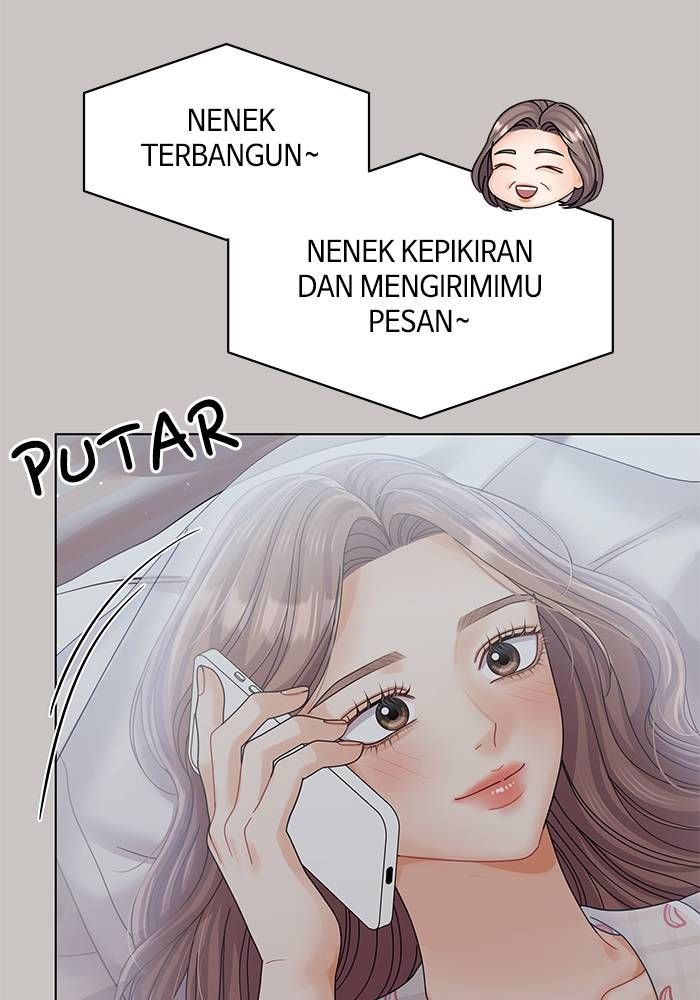 NENEK
TERBANGUN~
NENEK KEPIKIRAN
DAN MENGIRIMIMU
PESAN~
PUTAR